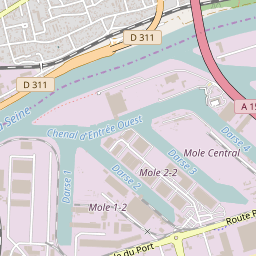 D 311
D 311
A 15
a Seine
Chenal d'Entrée Ouest
Darse 4
Mole Central
Darse 3
Mole 2-2
Darse 2
Darse 1
Mole 1-2
Route
du Port